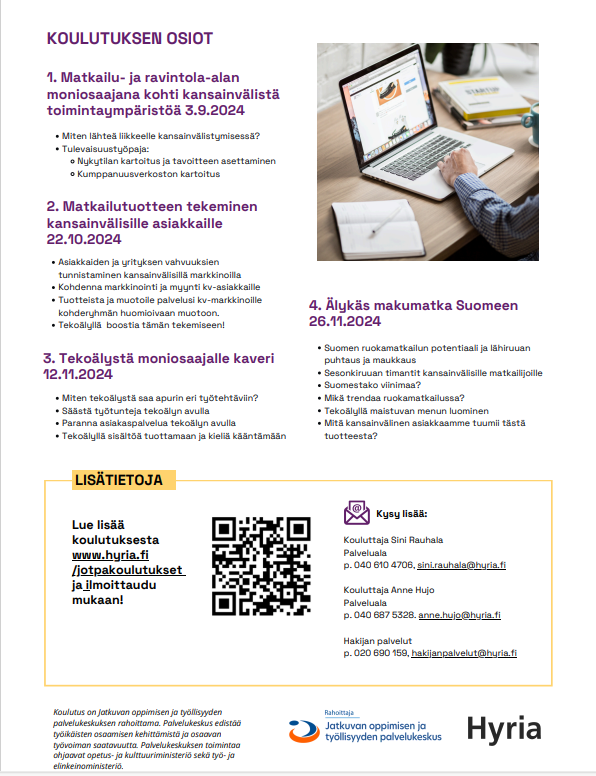 KOULUTUKSEN OSIOT
1. Matkailu- ja ravintola-alan
moniosaajana kohti kansainvälistä
toimintaympäristöä 3.9.2024
• Miten lähteä liikkeelle kansainvälistymisessä?
• Tulevaisuustyöpaja:
Nykytilan kartoitus ja tavoitteen asettaminen
Kumppanuusverkoston kartoitus
2. Matkailutuotteen tekeminen
kansainvälisille asiakkaille
22.10.2024
• Asiakkaiden ja yrityksen vahvuuksien
tunnistaminen kansainvälisillä markkinoilla
• Kohdenna markkinointi ja myynti kv-asiakkaille
• Tuotteista ja muotoile palvelusi kv-markkinoille
kohderyhmän huomioivaan muotoon.
• Tekoälyllä boostia tämän tekemiseen!
3. Tekoälystä moniosaajalle kaveri
12.11.2024
• Miten tekoälystä saa apurin eri työtehtäviin?
• Säästä työtunteja tekoälyn avulla
• Paranna asiakaspalvelua tekoälyn avulla
• Tekoälyllä sisältöä tuottamaan ja kieliä kääntämään
STARTUP
4. Älykäs makumatka Suomeen
26.11.2024
• Suomen ruokamatkailun potentiaali ja lähiruuan
puhtaus ja maukkaus
• Sesonkiruuan timantit kansainvälisille matkailijoille
• Suomestako viinimaa?
• Mikä trendaa ruokamatkailussa?
• Tekoälyllä maistuvan menun luominen
• Mitä kansainvälinen asiakkaamme tuumii tästä
tuotteesta?
LISÄTIETOJA
Lue lisää
koulutuksesta
www.hyria.fi
/jotpakoulutukset
ja ilmoittaudu
mukaan!
@
Kysy lisää:
Kouluttaja Sini Rauhala
Palveluala
p. 040 610 4706, sini.rauhala@hyria.fi
Kouluttaja Anne Hujo
Palveluala
p. 040 687 5328. anne.hujo@hyria.fi
Hakijan palvelut
p. 020 690 159, hakijanpalvelut@hyria.fi
Koulutus on Jatkuvan oppimisen ja työllisyyden
palvelukeskuksen rahoittama. Palvelukeskus edistää
työikäisten osaamisen kehittämistä ja osaavan
työvoiman saatavuutta. Palvelukeskuksen toimintaa
ohjaavat opetus- ja kulttuuriministeriö sekä työ- ja
elinkeinoministeriö.
Rahoittaja
Jatkuvan oppimisen ja
työllisyyden palvelukeskus
Hyria